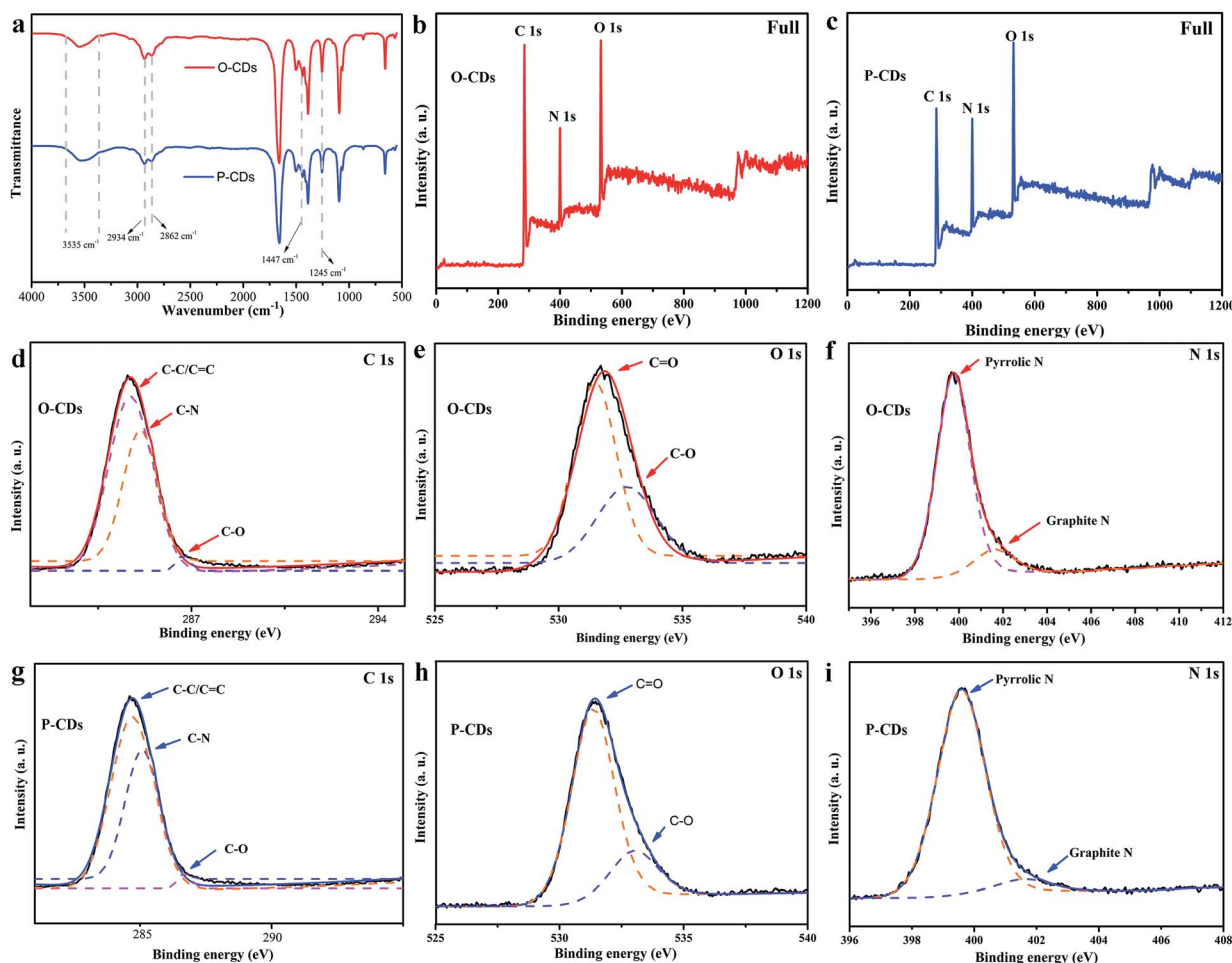 a
O-CDs
P-CDs
3535 cm⁻¹
2934 cm⁻¹
2862 cm⁻¹
1447 cm⁻¹
1245 cm⁻¹
Transmittance
4000 3500 3000 2500 2000 1500 1000 500
Wavenumber (cm⁻¹)
b
Full
C 1s
O 1s
O-CDs
N 1s
Intensity (a. u.)
0 200 400 600 800 1000 1200
Binding energy (eV)
c
Full
O 1s
C 1s
N 1s
P-CDs
Intensity (a. u.)
0 200 400 600 800 1000 1200
Binding energy (eV)
d
C 1s
C-C/C=C
O-CDs
C-N
C-O
Intensity (a. u.)
287 294
Binding energy (eV)
e
O 1s
C=O
O-CDs
C-O
Intensity (a. u.)
525 530 535 540
Binding energy (eV)
f
N 1s
Pyrrolic N
O-CDs
Graphite N
Intensity (a. u.)
396 398 400 402 404 406 408 410 412
Binding energy (eV)
g
C 1s
C-C/C=C
P-CDs
C-N
C-O
Intensity (a. u.)
285 290
Binding energy (eV)
h
O 1s
C=O
P-CDs
C-O
Intensity (a. u.)
525 530 535 540
Binding energy (eV)
i
N 1s
Pyrrolic N
P-CDs
Graphite N
Intensity (a. u.)
396 398 400 402 404 406 408
Binding energy (eV)